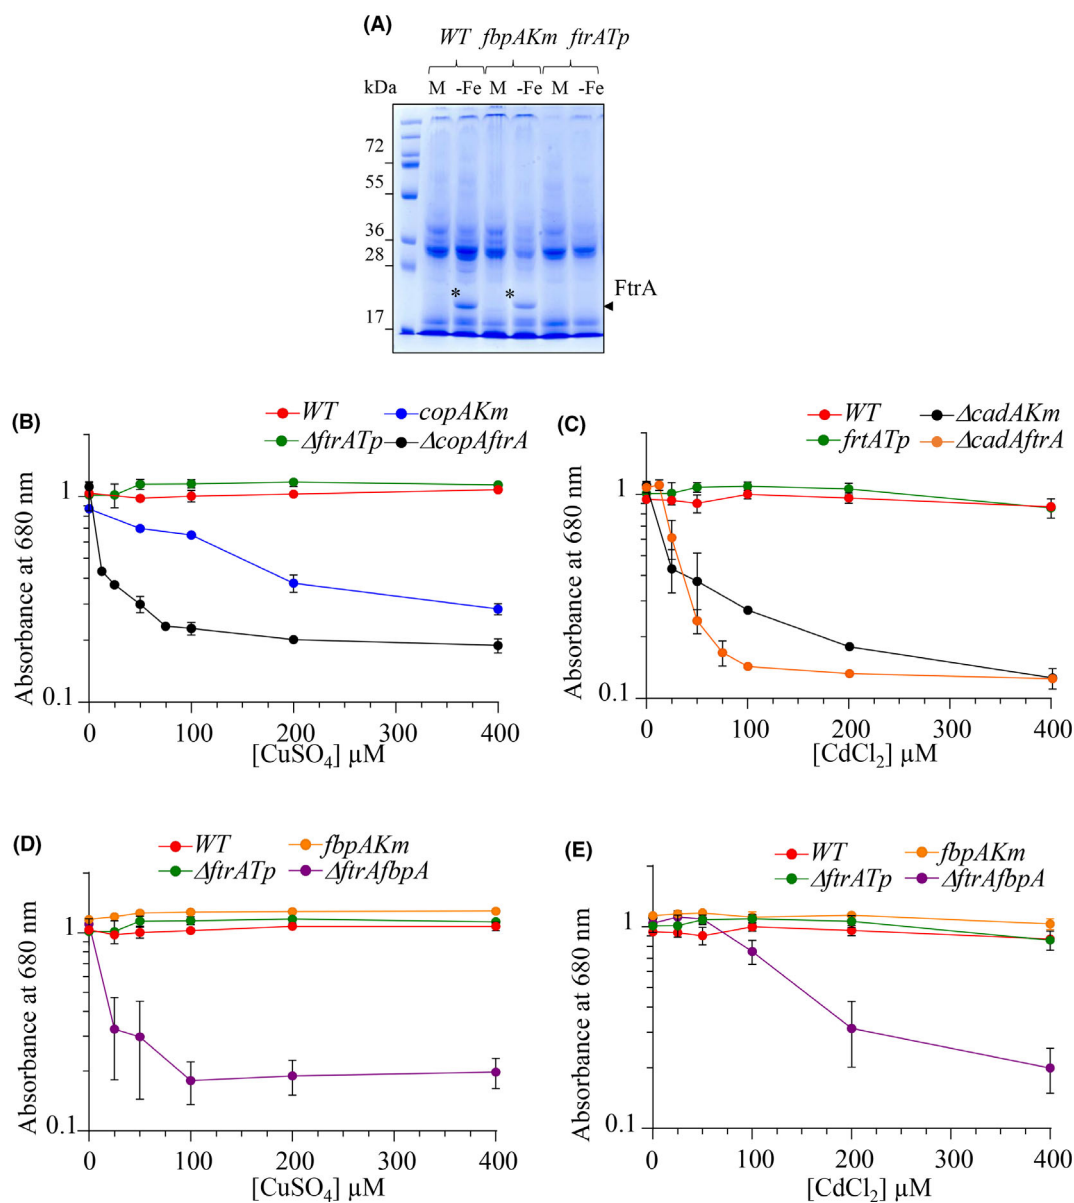 (A)
WT fbpAKm ftrATp
kDa M -Fe M -Fe M -Fe
72
55
36
28
17
* *
FtrA
(B)
WT copAKm
ΔftrATp ΔcopAftrA
Absorbance at 680 nm
1
0.1
0 100 200 300 400
[CuSO4] µM
(C)
WT ΔcadAKm
frtATp ΔcadAftrA
Absorbance at 680 nm
1
0.1
0 100 200 300 400
[CdCl2] µM
(D)
WT fbpAKm
ΔftrATp ΔftrAfbpA
Absorbance at 680 nm
1
0.1
0 100 200 300 400
[CuSO4] µM
(E)
WT fbpAKm
ΔftrATp ΔftrAfbpA
Absorbance at 680 nm
1
0.1
0 100 200 300 400
[CdCl2] µM